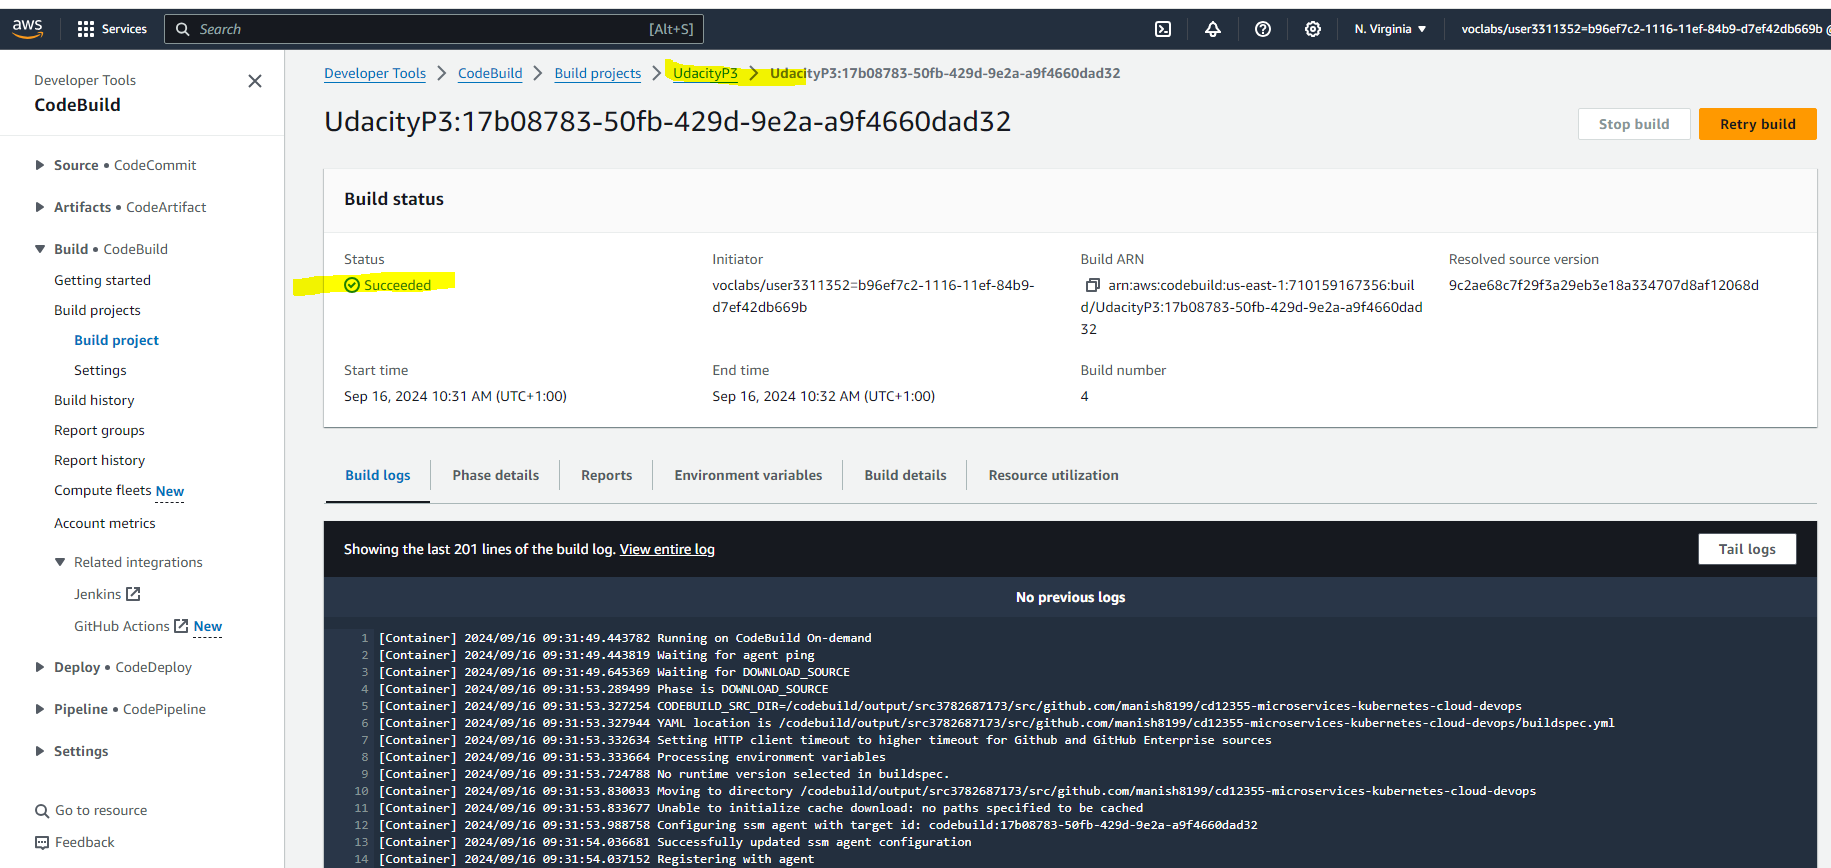 aws
Services
Search
[Alt+S]
N. Virginia
voclabs/user3311352=b96ef7c2-1116-11ef-84b9-d7ef42db669b @
Developer Tools
CodeBuild
Source • CodeCommit
Artifacts • CodeArtifact
Build • CodeBuild
Getting started
Build projects
Build project
Settings
Build history
Report groups
Report history
Compute fleets New
Account metrics
Related integrations
Jenkins
GitHub Actions New
Deploy • CodeDeploy
Pipeline • CodePipeline
Settings
Go to resource
Feedback
Developer Tools > CodeBuild > Build projects > UdacityP3 > UdacityP3:17b08783-50fb-429d-9e2a-a9f4660dad32
UdacityP3:17b08783-50fb-429d-9e2a-a9f4660dad32
Stop build
Retry build
Build status
Status
Succeeded
Initiator
voclabs/user3311352=b96ef7c2-1116-11ef-84b9-
d7ef42db669b
Build ARN
arn:aws:codebuild:us-east-1:710159167356:buil
d/UdacityP3:17b08783-50fb-429d-9e2a-a9f4660dad
32
Resolved source version
9c2ae68c7f29f3a29eb3e18a334707d8af12068d
Start time
Sep 16, 2024 10:31 AM (UTC+1:00)
End time
Sep 16, 2024 10:32 AM (UTC+1:00)
Build number
4
Build logs
Phase details
Reports
Environment variables
Build details
Resource utilization
Showing the last 201 lines of the build log. View entire log
Tail logs
No previous logs
1 [Container] 2024/09/16 09:31:49.443782 Running on CodeBuild On-demand
2 [Container] 2024/09/16 09:31:49.443819 Waiting for agent ping
3 [Container] 2024/09/16 09:31:49.645369 Waiting for DOWNLOAD_SOURCE
4 [Container] 2024/09/16 09:31:53.289499 Phase is DOWNLOAD_SOURCE
5 [Container] 2024/09/16 09:31:53.327254 CODEBUILD_SRC_DIR=/codebuild/output/src3782687173/src/github.com/manish8199/cd12355-microservices-kubernetes-cloud-devops
6 [Container] 2024/09/16 09:31:53.327944 YAML location is /codebuild/output/src3782687173/src/github.com/manish8199/cd12355-microservices-kubernetes-cloud-devops/buildspec.yml
7 [Container] 2024/09/16 09:31:53.332634 Setting HTTP client timeout to higher timeout for Github and GitHub Enterprise sources
8 [Container] 2024/09/16 09:31:53.333664 Processing environment variables
9 [Container] 2024/09/16 09:31:53.724788 No runtime version selected in buildspec.
10 [Container] 2024/09/16 09:31:53.830033 Moving to directory /codebuild/output/src3782687173/src/github.com/manish8199/cd12355-microservices-kubernetes-cloud-devops
11 [Container] 2024/09/16 09:31:53.833677 Unable to initialize cache download: no paths specified to be cached
12 [Container] 2024/09/16 09:31:53.988758 Configuring ssm agent with target id: codebuild:17b08783-50fb-429d-9e2a-a9f4660dad32
13 [Container] 2024/09/16 09:31:54.036681 Successfully updated ssm agent configuration
14 [Container] 2024/09/16 09:31:54.037152 Registering with agent